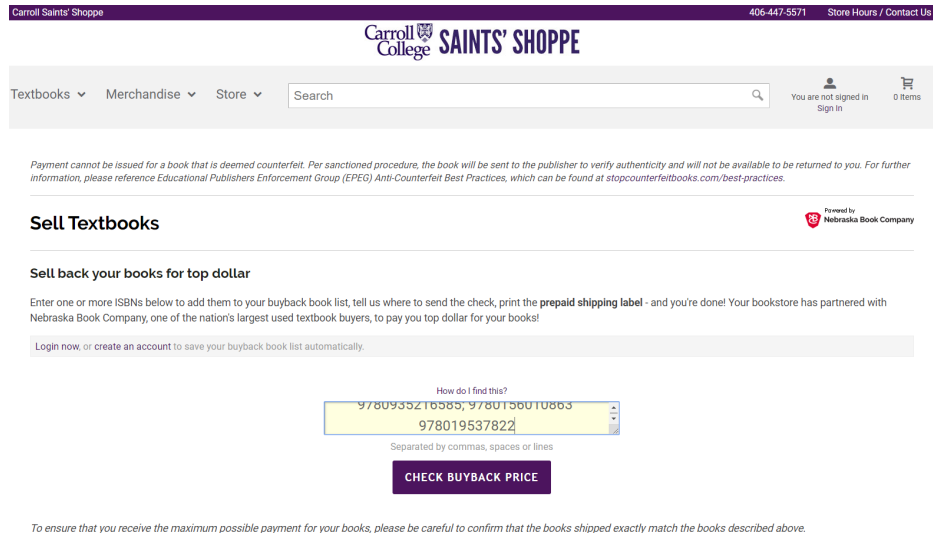 Carroll Saints' Shoppe 406-447-5571 Store Hours / Contact Us
Carroll College SAINTS' SHOPPE
Textbooks Merchandise Store Search You are not signed in 0 Items
Sign In
Payment cannot be issued for a book that is deemed counterfeit. Per sanctioned procedure, the book will be sent to the publisher to verify authenticity and will not be available to be returned to you. For further
information, please reference Educational Publishers Enforcement Group (EPEG) Anti-Counterfeit Best Practices, which can be found at stopcounterfeitbooks.com/best-practices.
Sell Textbooks
Powered by
Nebraska Book Company
Sell back your books for top dollar
Enter one or more ISBNs below to add them to your buyback book list, tell us where to send the check, print the prepaid shipping label - and you're done! Your bookstore has partnered with
Nebraska Book Company, one of the nation's largest used textbook buyers, to pay you top dollar for your books!
Login now, or create an account to save your buyback book list automatically.
How do I find this?
9780935216585; 9780156010863
978019537822
Separated by commas, spaces or lines
CHECK BUYBACK PRICE
To ensure that you receive the maximum possible payment for your books, please be careful to confirm that the books shipped exactly match the books described above.